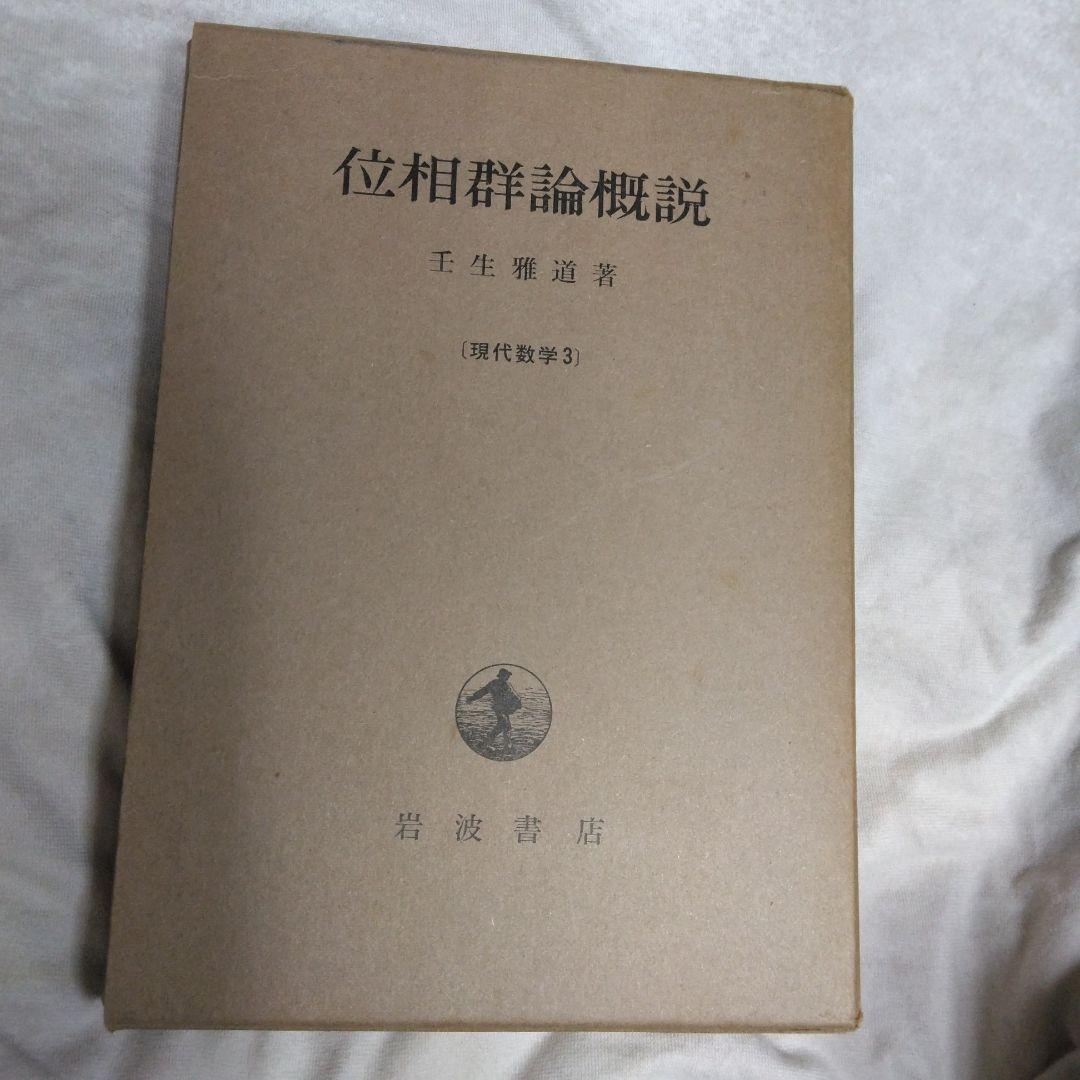 位相群論概説
壬生雅道著
〔現代数学3〕
岩波書店